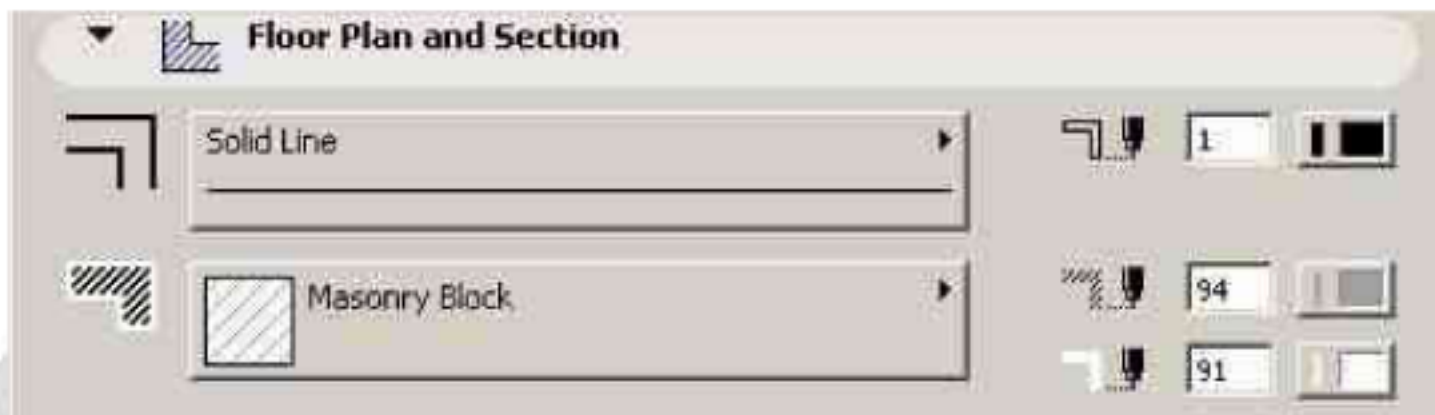 Floor Plan and Section
Solid Line
1
Masonry Block
94
91